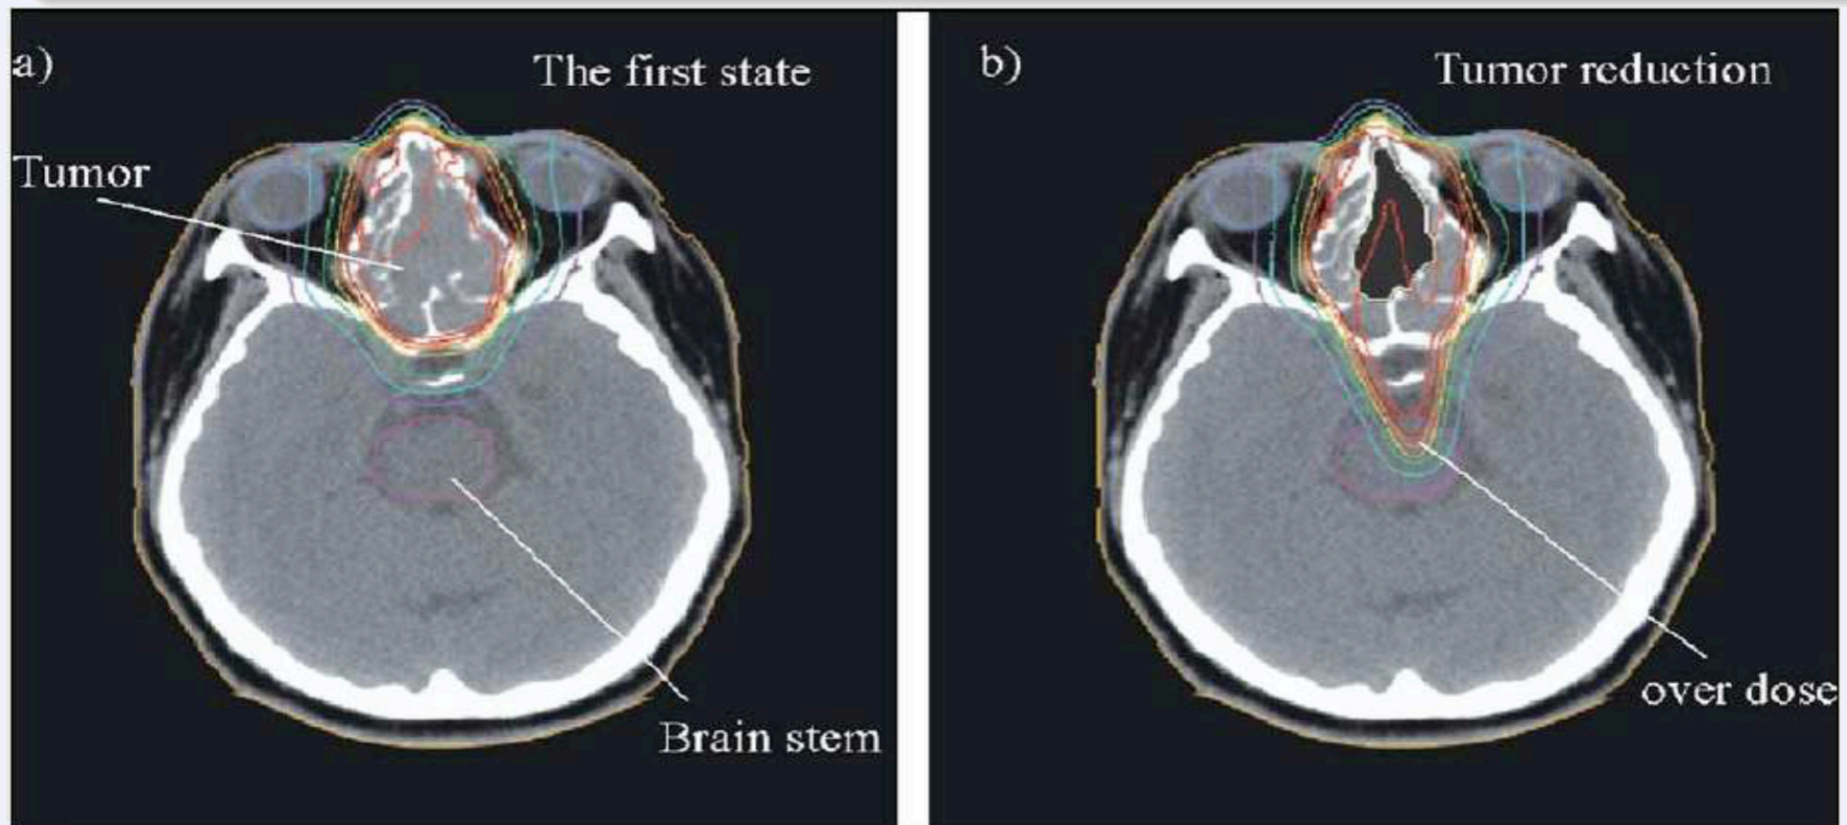 a)
The first state
Tumor
Brain stem
b)
Tumor reduction
over dose